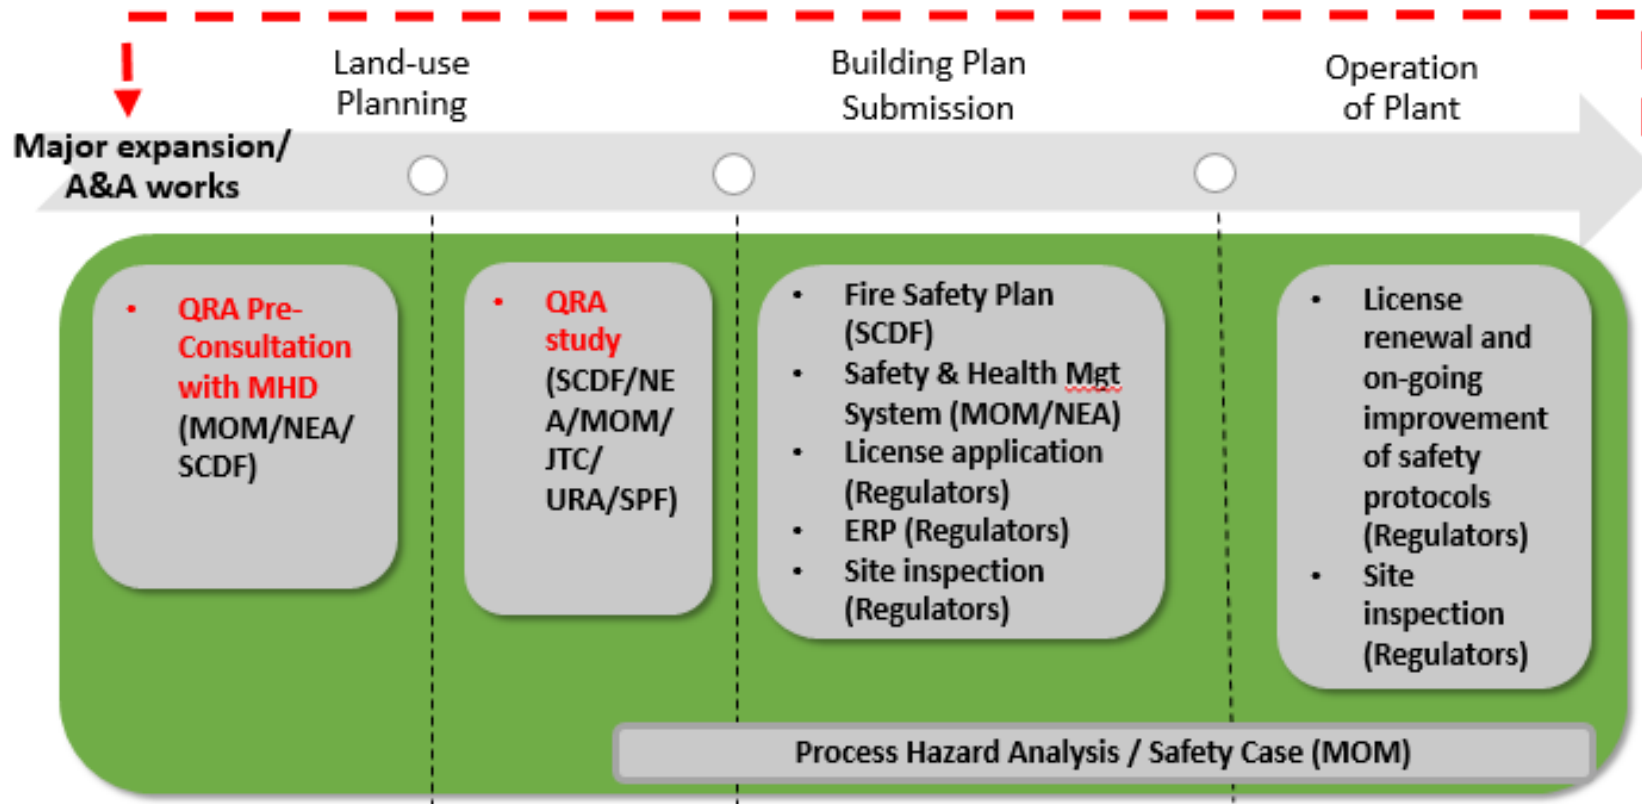 Land-use
Planning
Building Plan
Submission
Operation
of Plant
Major expansion/
A&A works
• QRA Pre-
Consultation
with MHD
(MOM/NEA/
SCDF)
• QRA
study
(SCDF/NE
A/MOM/
JTC/
URA/SPF)
• Fire Safety Plan
(SCDF)
• Safety & Health Mgt
System (MOM/NEA)
• License application
(Regulators)
• ERP (Regulators)
• Site inspection
(Regulators)
• License
renewal and
on-going
improvement
of safety
protocols
(Regulators)
• Site
inspection
(Regulators)
Process Hazard Analysis / Safety Case (MOM)